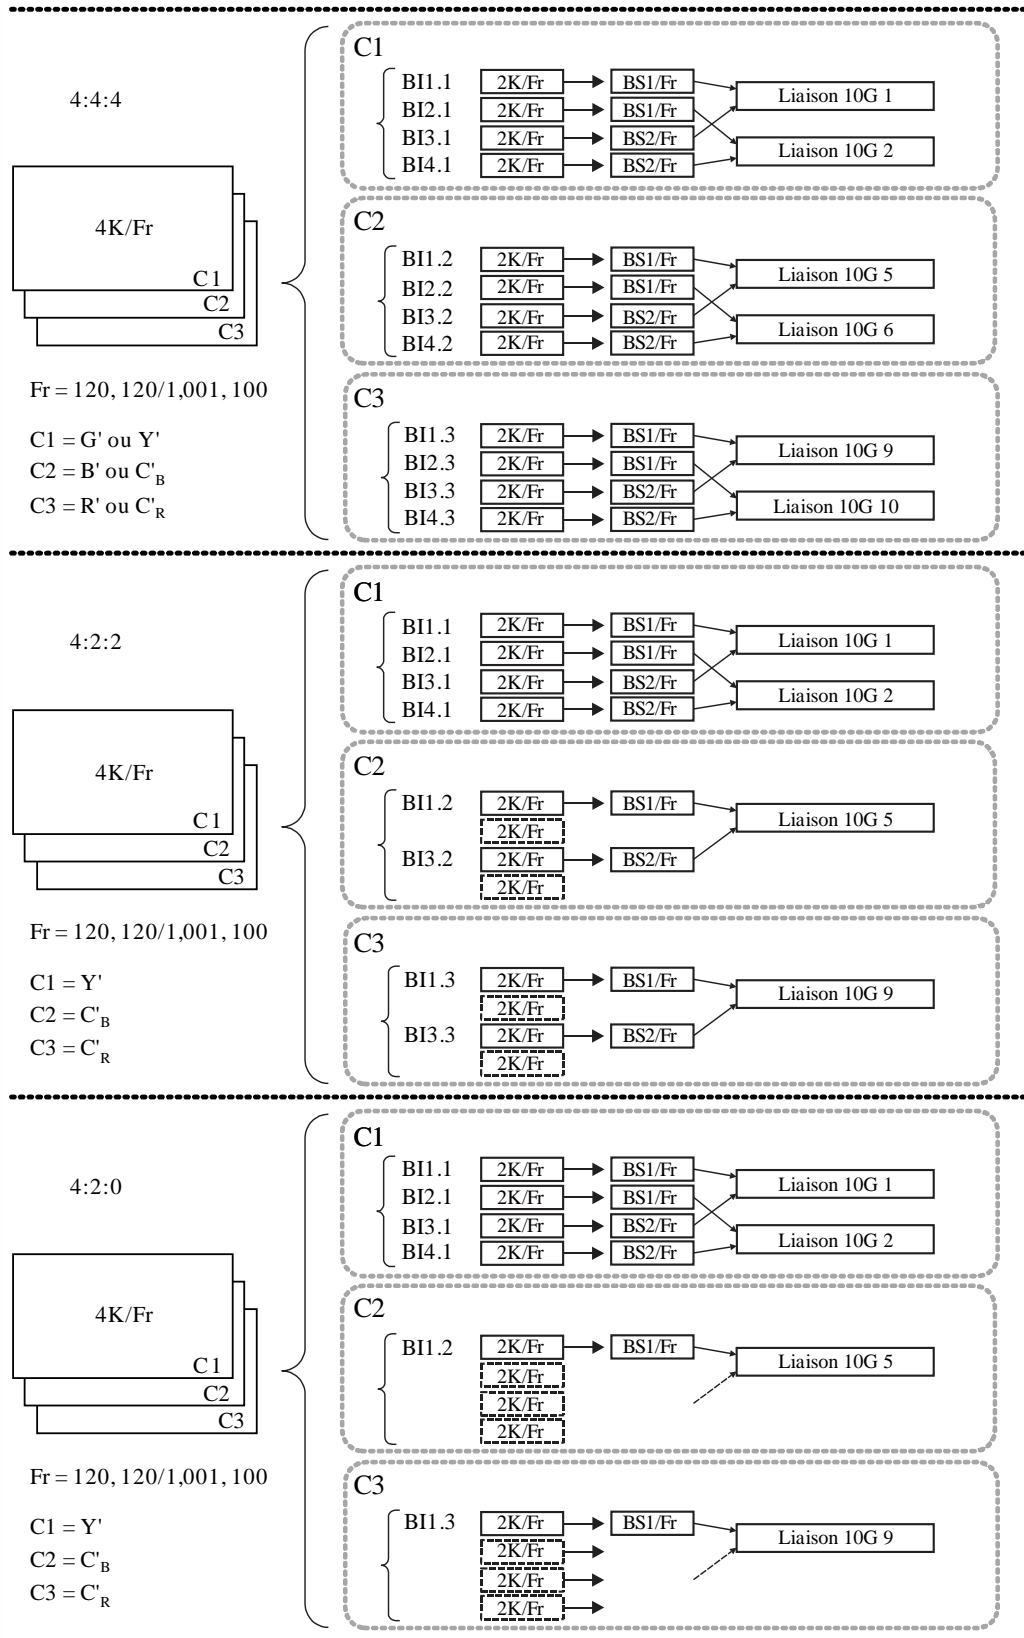 4:4:4
4K/Fr
C1
C2
C3
Fr = 120, 120/1,001, 100
C1 = G' ou Y'
C2 = B' ou C'B
C3 = R' ou C'R
C1
BI1.1 2K/Fr BS1/Fr Liaison 10G 1
BI2.1 2K/Fr BS1/Fr
BI3.1 2K/Fr BS2/Fr Liaison 10G 2
BI4.1 2K/Fr BS2/Fr
C2
BI1.2 2K/Fr BS1/Fr Liaison 10G 5
BI2.2 2K/Fr BS1/Fr
BI3.2 2K/Fr BS2/Fr Liaison 10G 6
BI4.2 2K/Fr BS2/Fr
C3
BI1.3 2K/Fr BS1/Fr Liaison 10G 9
BI2.3 2K/Fr BS1/Fr
BI3.3 2K/Fr BS2/Fr Liaison 10G 10
BI4.3 2K/Fr BS2/Fr
4:2:2
4K/Fr
C1
C2
C3
Fr = 120, 120/1,001, 100
C1 = Y'
C2 = C'B
C3 = C'R
C1
BI1.1 2K/Fr BS1/Fr Liaison 10G 1
BI2.1 2K/Fr BS1/Fr
BI3.1 2K/Fr BS2/Fr Liaison 10G 2
BI4.1 2K/Fr BS2/Fr
C2
BI1.2 2K/Fr BS1/Fr Liaison 10G 5
2K/Fr
BI3.2 2K/Fr BS2/Fr
2K/Fr
C3
BI1.3 2K/Fr BS1/Fr Liaison 10G 9
2K/Fr
BI3.3 2K/Fr BS2/Fr
2K/Fr
4:2:0
4K/Fr
C1
C2
C3
Fr = 120, 120/1,001, 100
C1 = Y'
C2 = C'B
C3 = C'R
C1
BI1.1 2K/Fr BS1/Fr Liaison 10G 1
BI2.1 2K/Fr BS1/Fr
BI3.1 2K/Fr BS2/Fr Liaison 10G 2
BI4.1 2K/Fr BS2/Fr
C2
BI1.2 2K/Fr BS1/Fr Liaison 10G 5
2K/Fr
2K/Fr
2K/Fr
C3
BI1.3 2K/Fr BS1/Fr Liaison 10G 9
2K/Fr
2K/Fr
2K/Fr